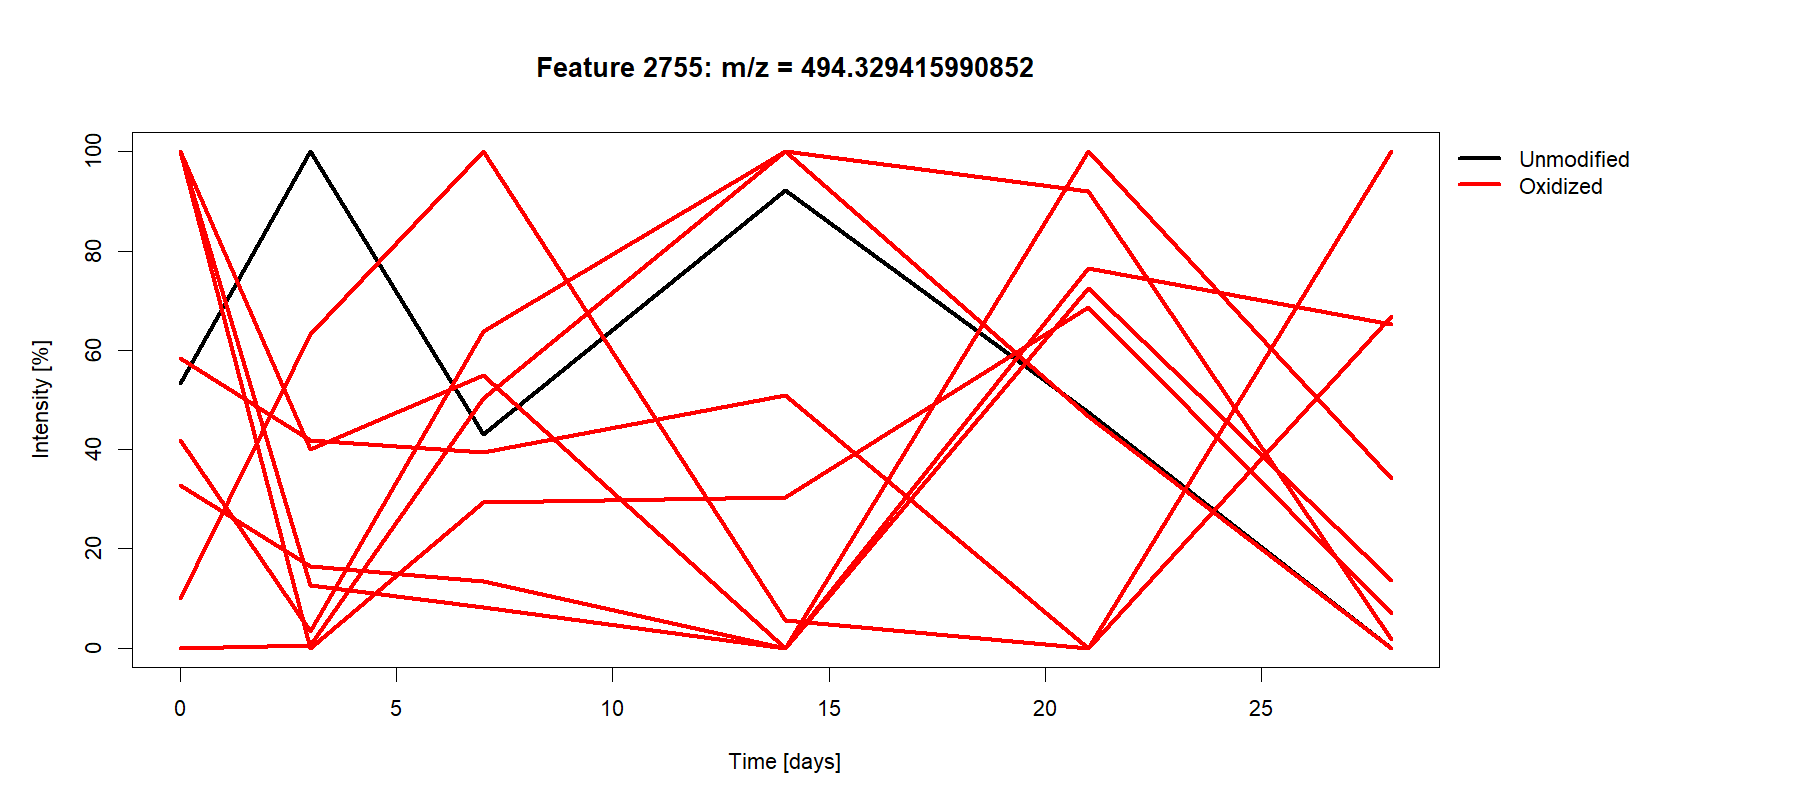 Feature 2755: m/z = 494.329415990852
Unmodified
Oxidized
Intensity [%]
100
80
60
40
20
0
0 5 10 15 20 25
Time [days]